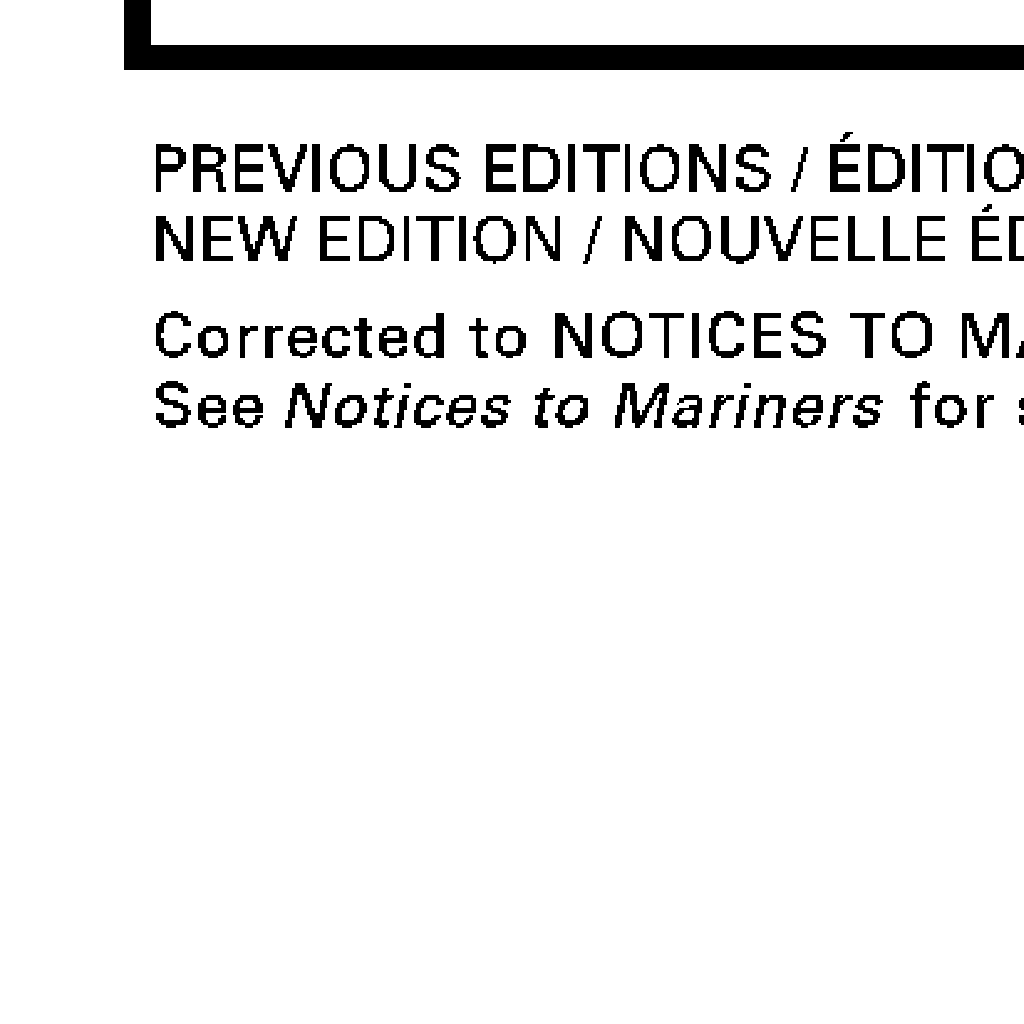 PREVIOUS EDITIONS / ÉDITIO
NEW EDITION / NOUVELLE ÉD
Corrected to NOTICES TO MA
See Notices to Mariners for s